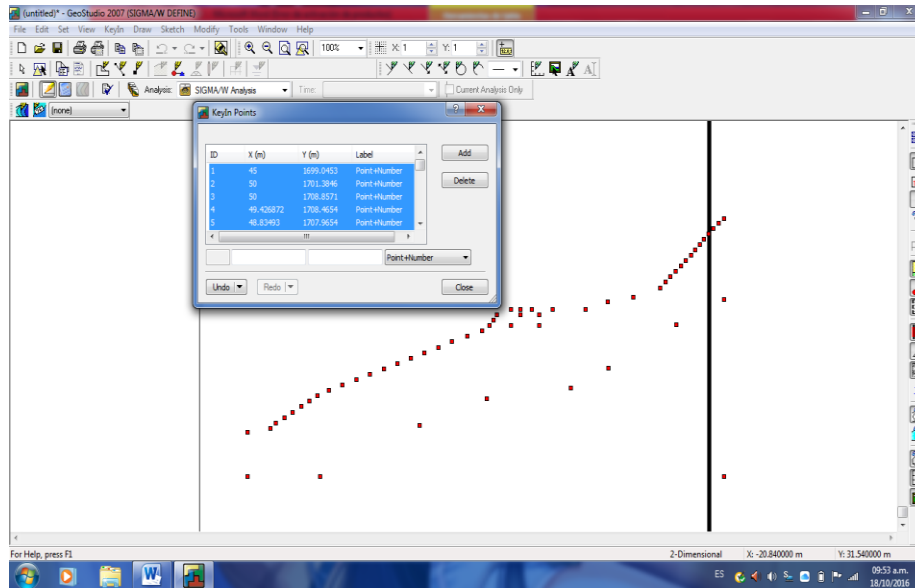 (untitled)* - GeoStudio 2007 (SIGMA/W DEFINE)
File Edit Set View KeyIn Draw Sketch Modify Tools Window Help
100% X: 1 Y: 1
Analysis: SIGMA/W Analysis Time: Current Analysis Only
(none)
KeyIn Points
ID X (m) Y (m) Label
1 45 1699.0453 Point+Number
2 50 1701.3846 Point+Number
3 50 1708.8571 Point+Number
4 49.426872 1708.4654 Point+Number
5 48.83493 1707.9654 Point+Number
Add
Delete
Point+Number
Undo Redo Close
For Help, press F1 2-Dimensional X: -20.840000 m Y: 31.540000 m
ES 09:53 a.m.
18/10/2016